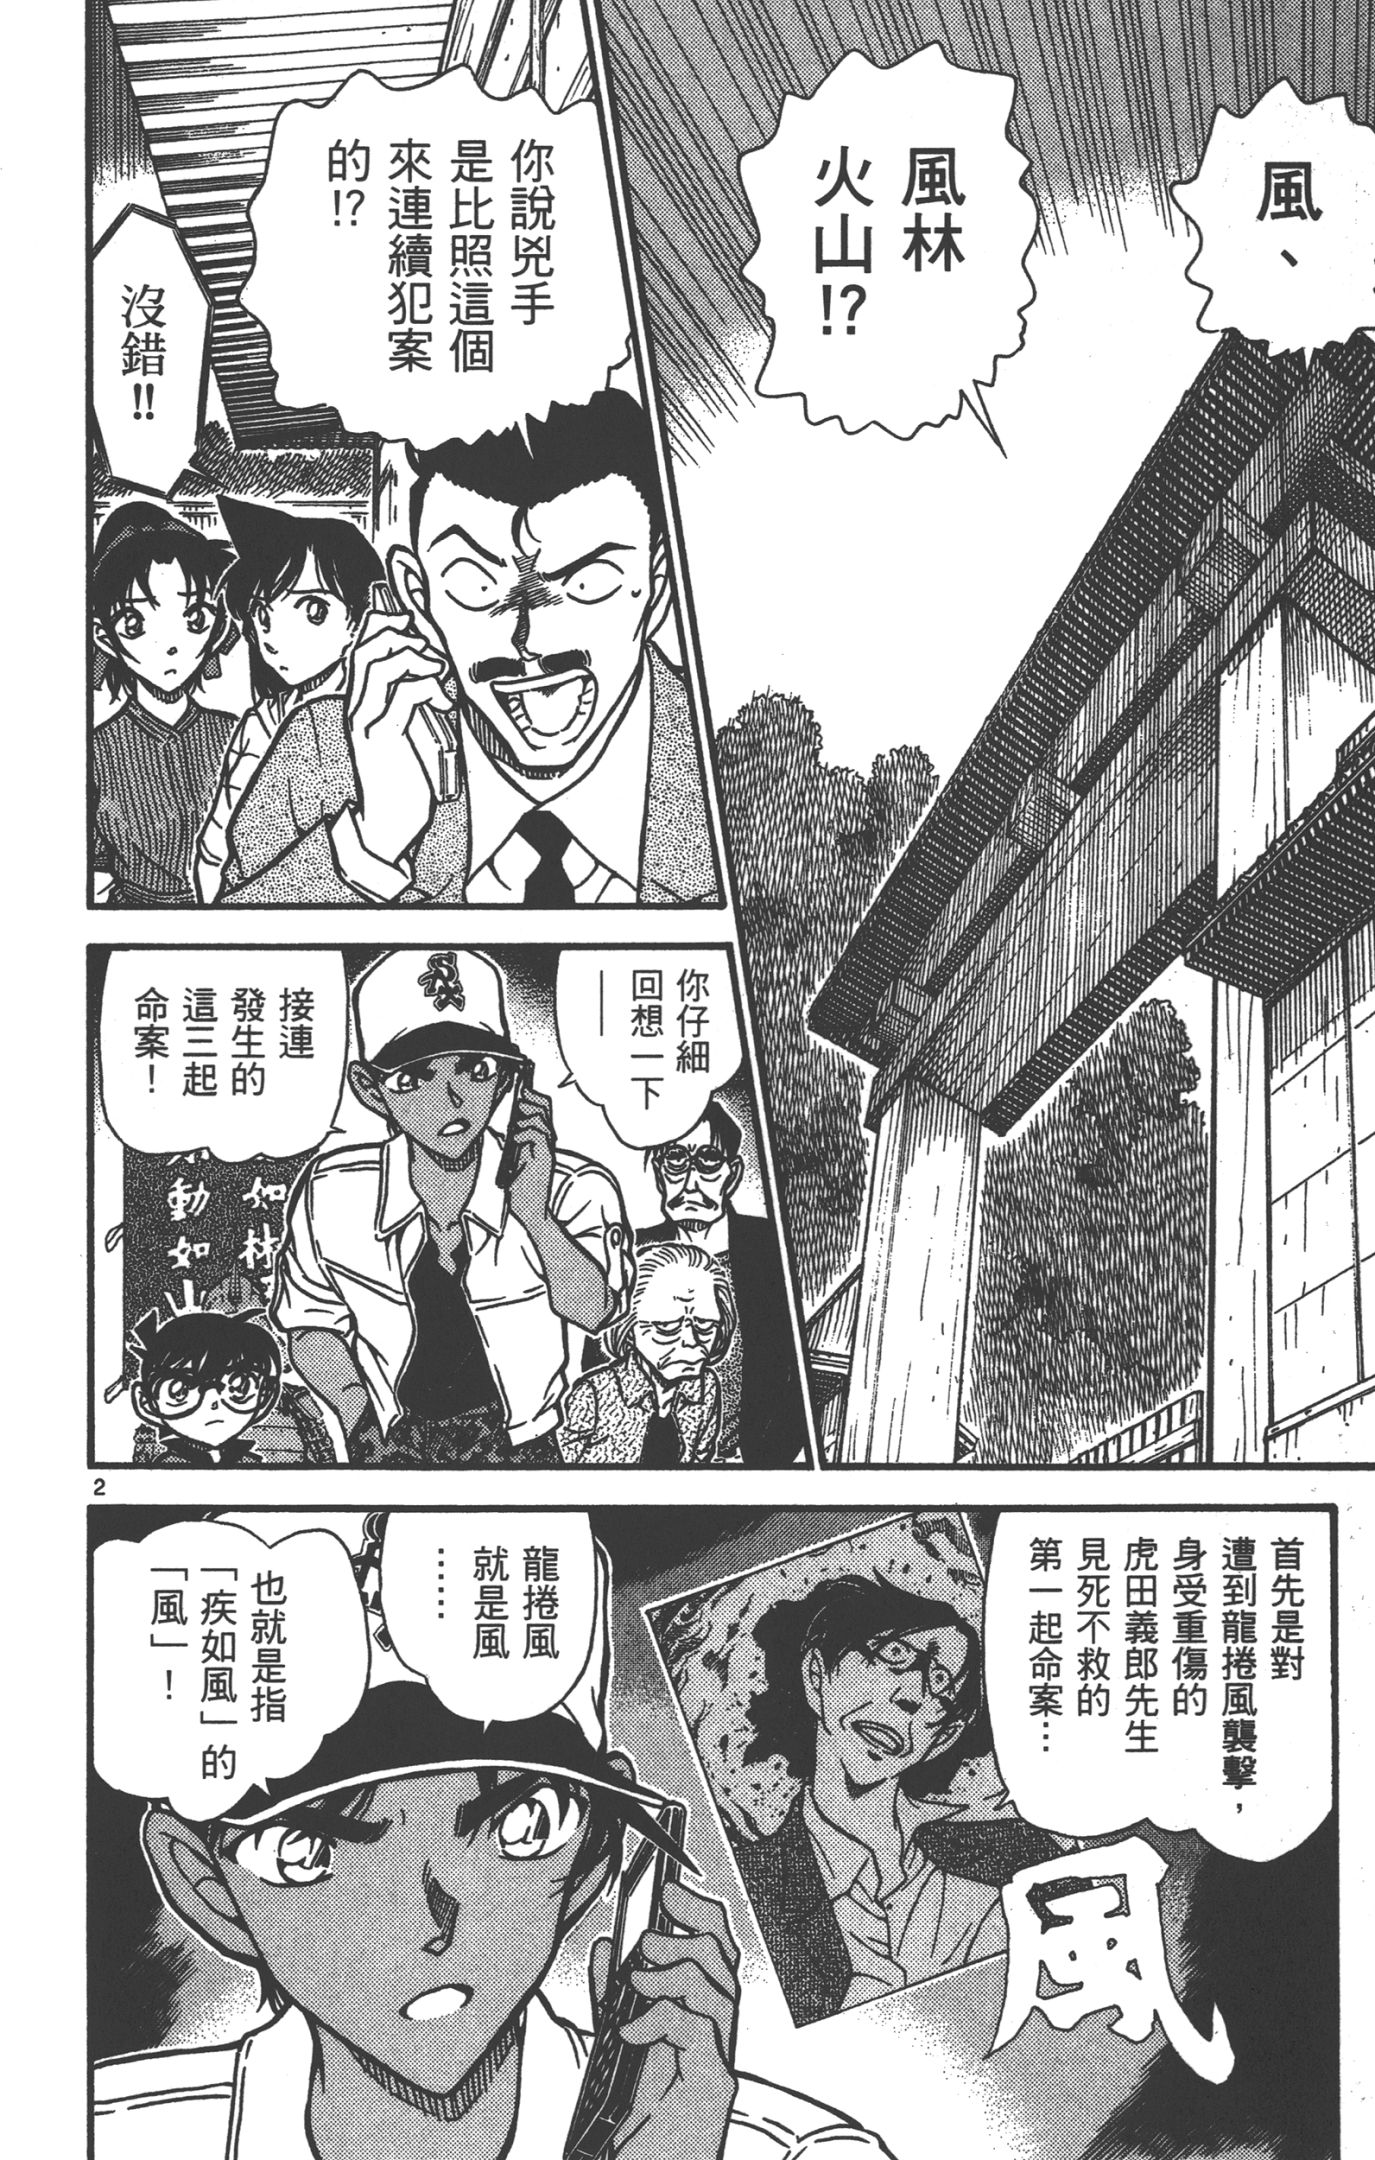 風、
風林
火山!?
你說兇手
是比照這個
來連續犯案
的!?
沒錯!!
你仔細
回想一下
——
接連
發生的
這三起
命案！
如林
動如
SAX
2
首先是對
遭到龍捲風襲擊，
身受重傷的
虎田義郎先生
見死不救的
第一起命案…
風
龍捲風
就是風
……
也就是指
「疾如風」的
「風」！